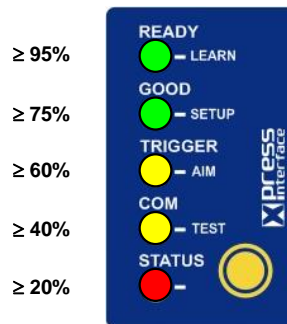 READY
≥ 95% LEARN
GOOD
≥ 75% SETUP
TRIGGER
≥ 60% AIM
COM
≥ 40% TEST
STATUS
≥ 20%
Xpress
interface